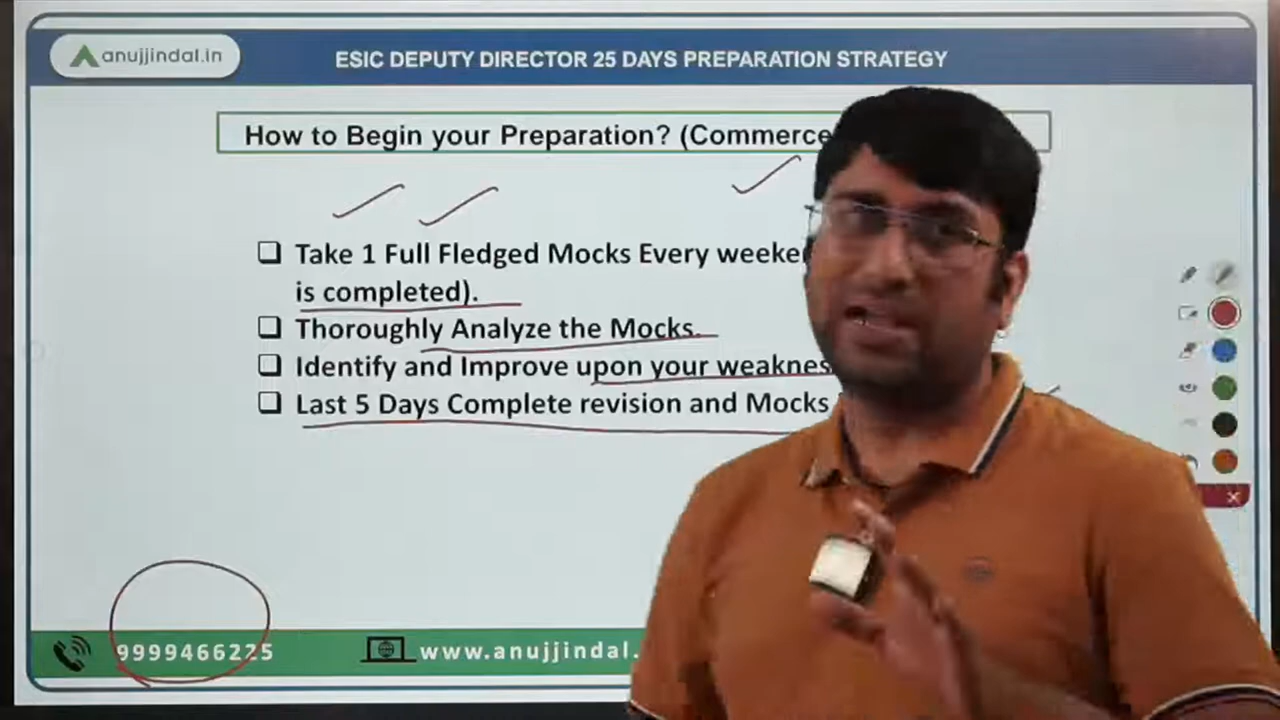 anujjindal.in
ESIC DEPUTY DIRECTOR 25 DAYS PREPARATION STRATEGY
How to Begin your Preparation? (Commerce
Take 1 Full Fledged Mocks Every
is completed).
Thoroughly Analyze the Mocks.
Identify and Improve upon your
Last 5 Days Complete revision and Mocks
9999466225
www.anujjindal.